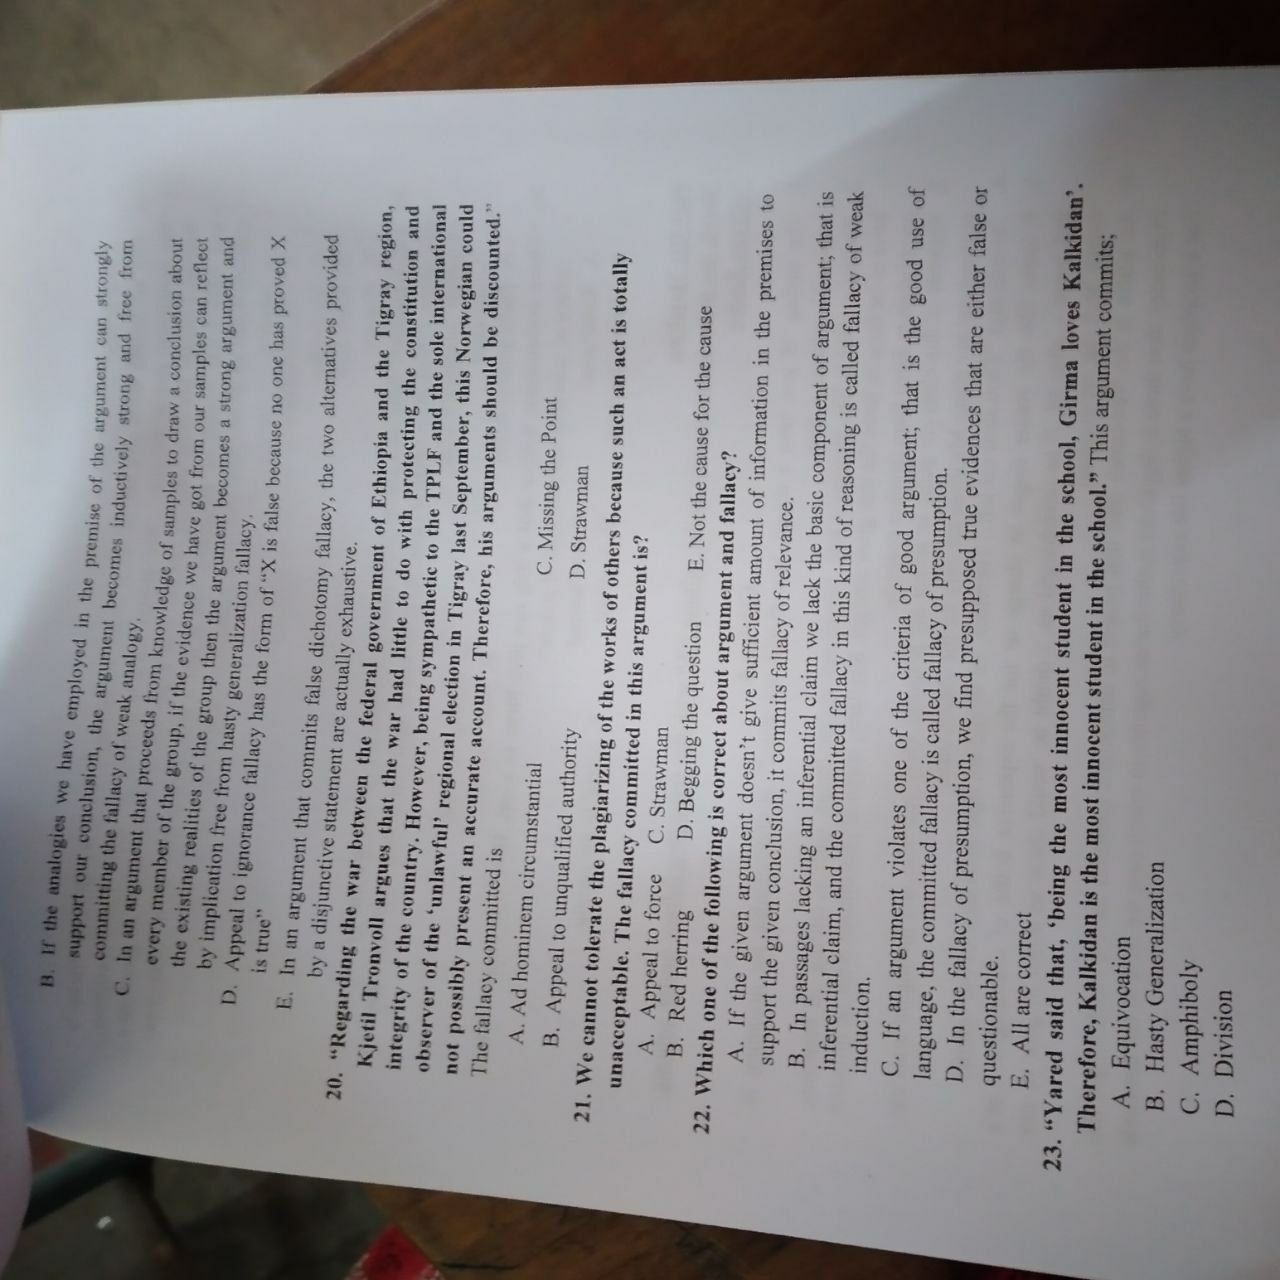 B. If the analogies we have employed in the premise of the argument can strongly
support our conclusion, the argument becomes inductively strong and free from
committing the fallacy of weak analogy.
C. In an argument that proceeds from knowledge of samples to draw a conclusion about
every member of the group, if the evidence we have got from our samples can reflect
the existing realities of the group then the argument becomes a strong argument and
by implication free from hasty generalization fallacy.
D. Appeal to ignorance fallacy has the form of “X is false because no one has proved X
is true”
E. In an argument that commits false dichotomy fallacy, the two alternatives provided
by a disjunctive statement are actually exhaustive.
20. “Regarding the war between the federal government of Ethiopia and the Tigray region,
Kjetil Tronvoll argues that the war had little to do with protecting the constitution and
integrity of the country. However, being sympathetic to the TPLF and the sole international
observer of the ‘unlawful’ regional election in Tigray last September, this Norwegian could
not possibly present an accurate account. Therefore, his arguments should be discounted.”
The fallacy committed is
A. Ad hominem circumstantial C. Missing the Point
B. Appeal to unqualified authority D. Strawman
21. We cannot tolerate the plagiarizing of the works of others because such an act is totally
unacceptable. The fallacy committed in this argument is?
A. Appeal to force C. Strawman
B. Red herring D. Begging the question E. Not the cause for the cause
22. Which one of the following is correct about argument and fallacy?
A. If the given argument doesn’t give sufficient amount of information in the premises to
support the given conclusion, it commits fallacy of relevance.
B. In passages lacking an inferential claim we lack the basic component of argument; that is
inferential claim, and the committed fallacy in this kind of reasoning is called fallacy of weak
induction.
C. If an argument violates one of the criteria of good argument; that is the good use of
language, the committed fallacy is called fallacy of presumption.
D. In the fallacy of presumption, we find presupposed true evidences that are either false or
questionable.
E. All are correct
23. “Yared said that, ‘being the most innocent student in the school, Girma loves Kalkidan’.
Therefore, Kalkidan is the most innocent student in the school.” This argument commits;
A. Equivocation
B. Hasty Generalization
C. Amphiboly
D. Division